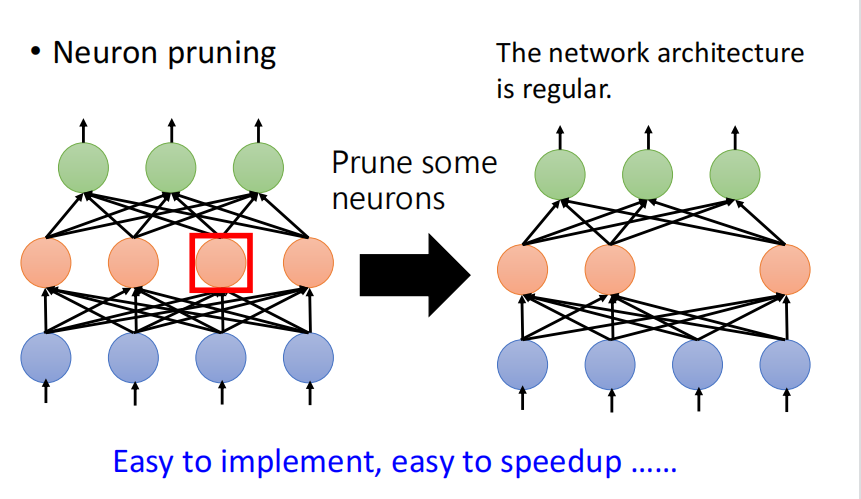 • Neuron pruning
The network architecture
is regular.
Prune some
neurons
Easy to implement, easy to speedup ......